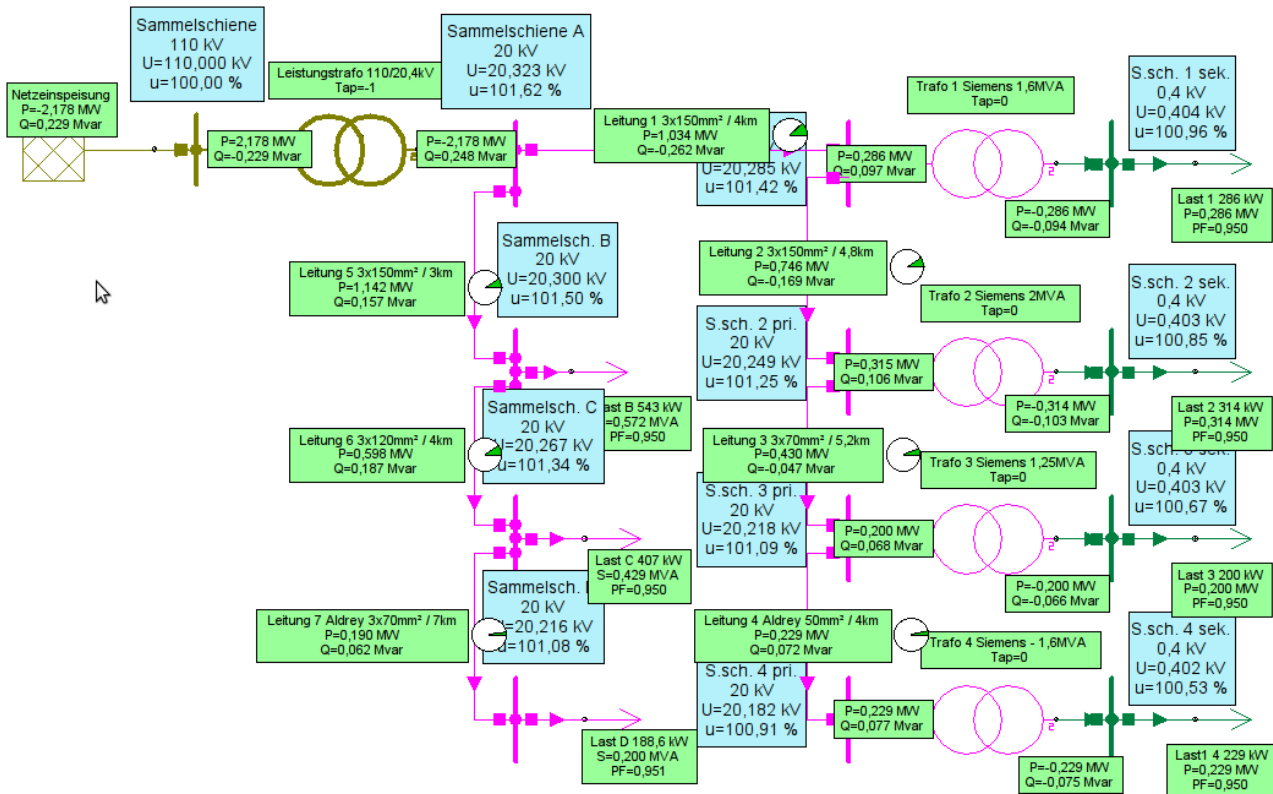 Sammelschiene
110 kV
U=110,000 kV
u=100,00 %
Sammelschiene A
20 kV
U=20,323 kV
u=101,62 %
Leistungstrafo 110/20,4kV
Tap=-1
Netzeinspeisung
P=-2,178 MW
Q=0,229 Mvar
P=2,178 MW
Q=-0,229 Mvar
P=-2,178 MW
Q=0,248 Mvar
2
Leitung 1 3x150mm² / 4km
P=1,034 MW
Q=-0,262 Mvar
U=20,285 kV
u=101,42 %
P=0,286 MW
Q=0,097 Mvar
Trafo 1 Siemens 1,6MVA
Tap=0
2
P=-0,286 MW
Q=-0,094 Mvar
S.sch. 1 sek.
0,4 kV
U=0,404 kV
u=100,96 %
Last 1 286 kW
P=0,286 MW
PF=0,950
Leitung 5 3x150mm² / 3km
P=1,142 MW
Q=0,157 Mvar
Sammelsch. B
20 kV
U=20,300 kV
u=101,50 %
Leitung 2 3x150mm² / 4,8km
P=0,746 MW
Q=-0,169 Mvar
Trafo 2 Siemens 2MVA
Tap=0
S.sch. 2 sek.
0,4 kV
U=0,403 kV
u=100,85 %
S.sch. 2 pri.
20 kV
U=20,249 kV
u=101,25 %
P=0,315 MW
Q=0,106 Mvar
2
P=-0,314 MW
Q=-0,103 Mvar
Last 2 314 kW
P=0,314 MW
PF=0,950
Last B 543 kW
=0,572 MVA
PF=0,950
Leitung 6 3x120mm² / 4km
P=0,598 MW
Q=0,187 Mvar
Sammelsch. C
20 kV
U=20,267 kV
u=101,34 %
Leitung 3 3x70mm² / 5,2km
P=0,430 MW
Q=-0,047 Mvar
Trafo 3 Siemens 1,25MVA
Tap=0
0,4 kV
U=0,403 kV
u=100,67 %
S.sch. 3 pri.
20 kV
U=20,218 kV
u=101,09 %
P=0,200 MW
Q=0,068 Mvar
2
P=-0,200 MW
Q=-0,066 Mvar
Last 3 200 kW
P=0,200 MW
PF=0,950
Last C 407 kW
S=0,429 MVA
PF=0,950
Leitung 7 Aldrey 3x70mm² / 7km
P=0,190 MW
Q=0,062 Mvar
Sammelsch.
20 kV
U=20,216 kV
u=101,08 %
Leitung 4 Aldrey 50mm² / 4km
P=0,229 MW
Q=0,072 Mvar
Trafo 4 Siemens - 1,6MVA
Tap=0
S.sch. 4 sek.
0,4 kV
U=0,402 kV
u=100,53 %
S.sch. 4 pri.
20 kV
U=20,182 kV
u=100,91 %
P=0,229 MW
Q=0,077 Mvar
2
P=-0,229 MW
Q=-0,075 Mvar
Last1 4 229 kW
P=0,229 MW
PF=0,950
Last D 188,6 kW
S=0,200 MVA
PF=0,951